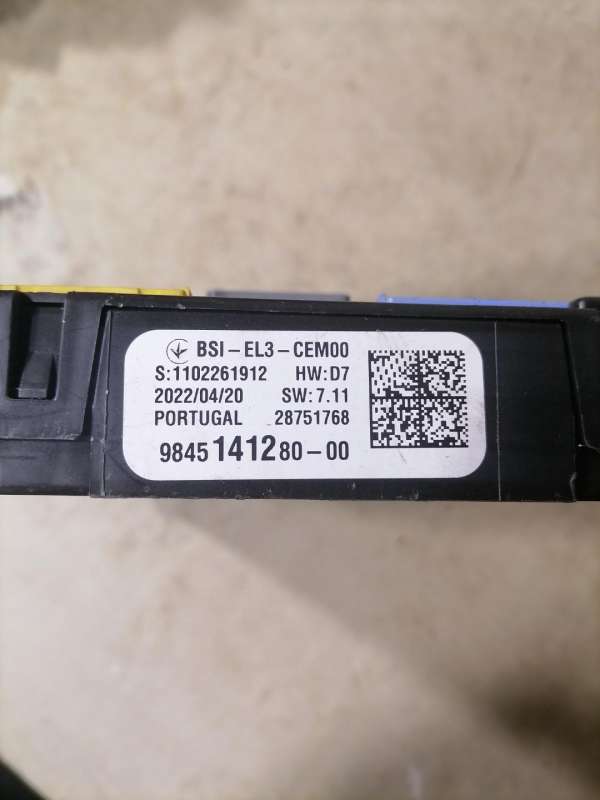 BSI-EL3-CEM00
S:1102261912 HW:D7
2022/04/20 SW:7.11
PORTUGAL 28751768
9845141280-00